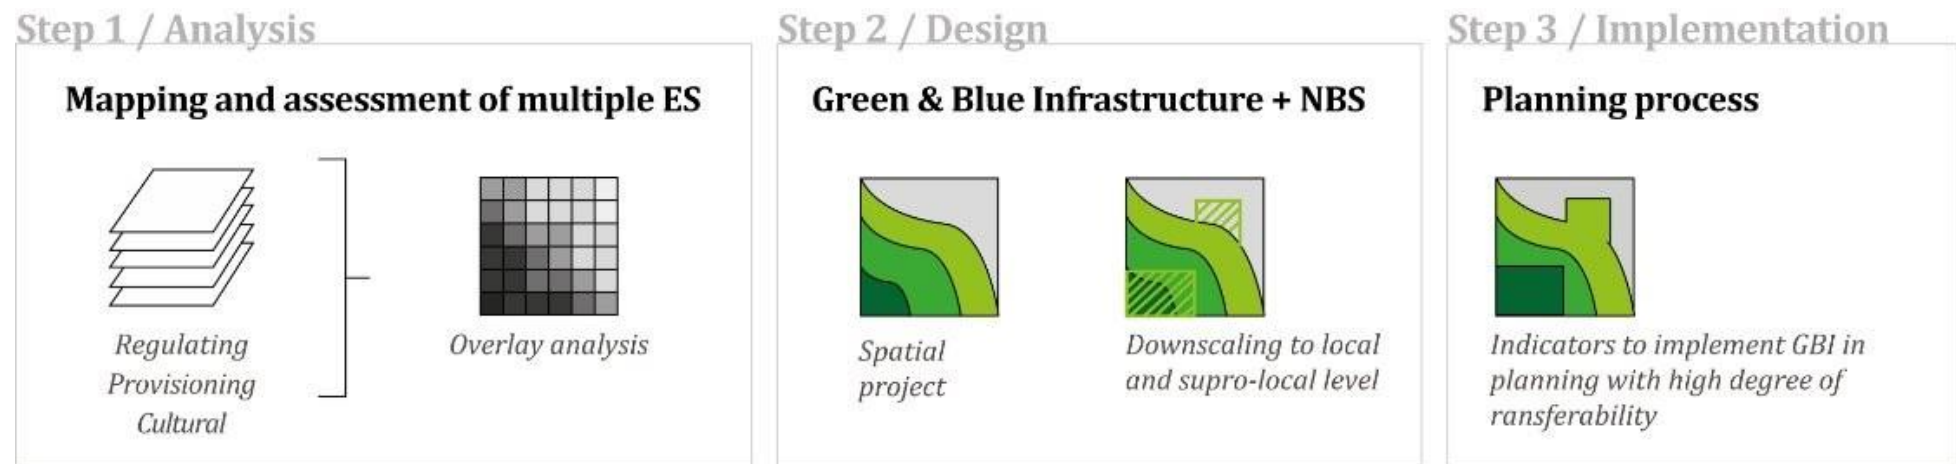 Step 1 / Analysis
Mapping and assessment of multiple ES
Regulating
Provisioning
Cultural
Overlay analysis
Step 2 / Design
Green & Blue Infrastructure + NBS
Spatial
project
Downscaling to local
and supro-local level
Step 3 / Implementation
Planning process
Indicators to implement GBI in
planning with high degree of
ransferability